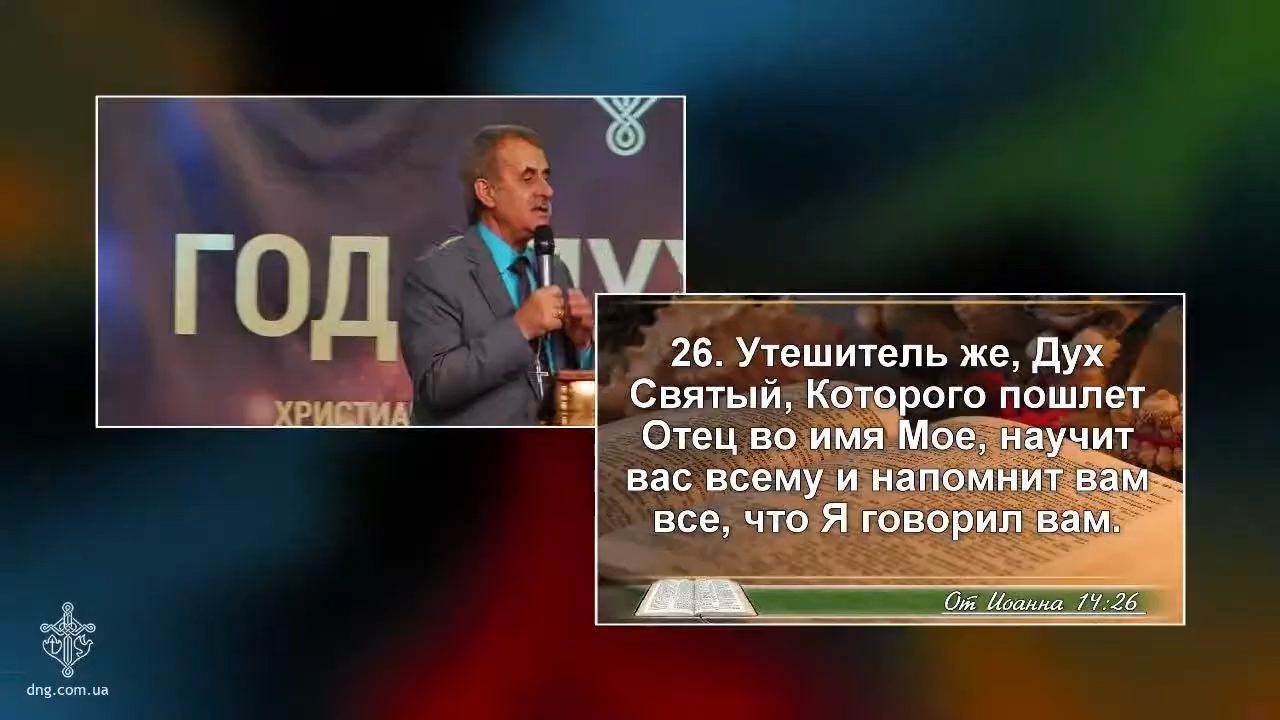 ГОД
ХРИСТИА
26. Утешитель же, Дух
Святый, Которого пошлет
Отец во имя Мое, научит
вас всему и напомнит вам
все, что Я говорил вам.
От Иоанна 14:26
dng.com.ua